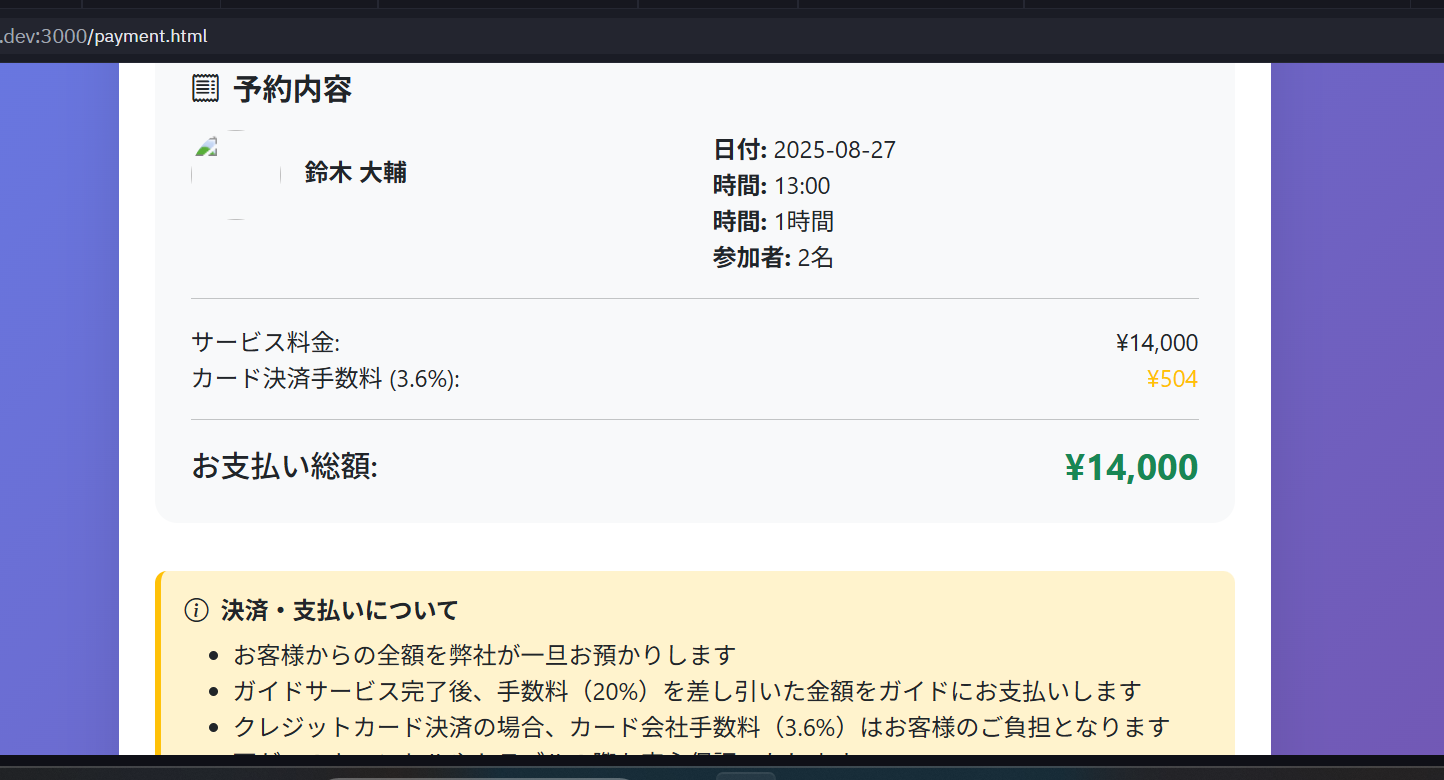 .dev:3000/payment.html
予約内容
鈴木 大輔
日付: 2025-08-27
時間: 13:00
時間: 1時間
参加者: 2名
サービス料金: ¥14,000
カード決済手数料 (3.6%): ¥504
お支払い総額: ¥14,000
決済・支払いについて
お客様からの全額を弊社が一旦お預かりします
ガイドサービス完了後、手数料（20%）を差し引いた金額をガイドにお支払いします
クレジットカード決済の場合、カード会社手数料（3.6%）はお客様のご負担となります